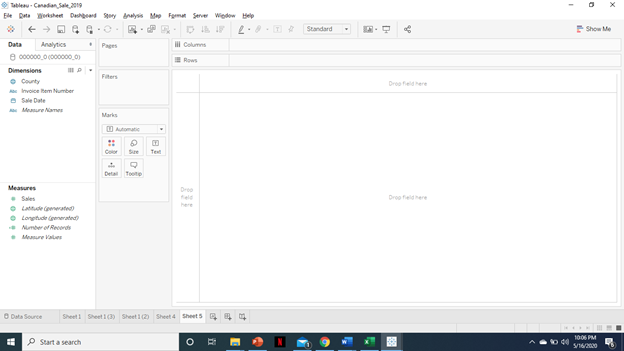 Tableau - Canadian_Sale_2019
File Data Worksheet Dashboard Story Analysis Map Format Server Window Help
Standard
Show Me
Data Analytics
000000_0 (000000_0)
Dimensions
County
Abc Invoice Item Number
Sale Date
Abc Measure Names
Measures
Sales
Latitude (generated)
Longitude (generated)
Number of Records
Measure Values
Pages
Filters
Marks
Automatic
Color Size Text
Detail Tooltip
Columns
Rows
Drop field here
Drop
field
here
Drop field here
Data Source Sheet 1 Sheet 1 (3) Sheet 1 (2) Sheet 4 Sheet 5
Start a search
10:06 PM
5/16/2020